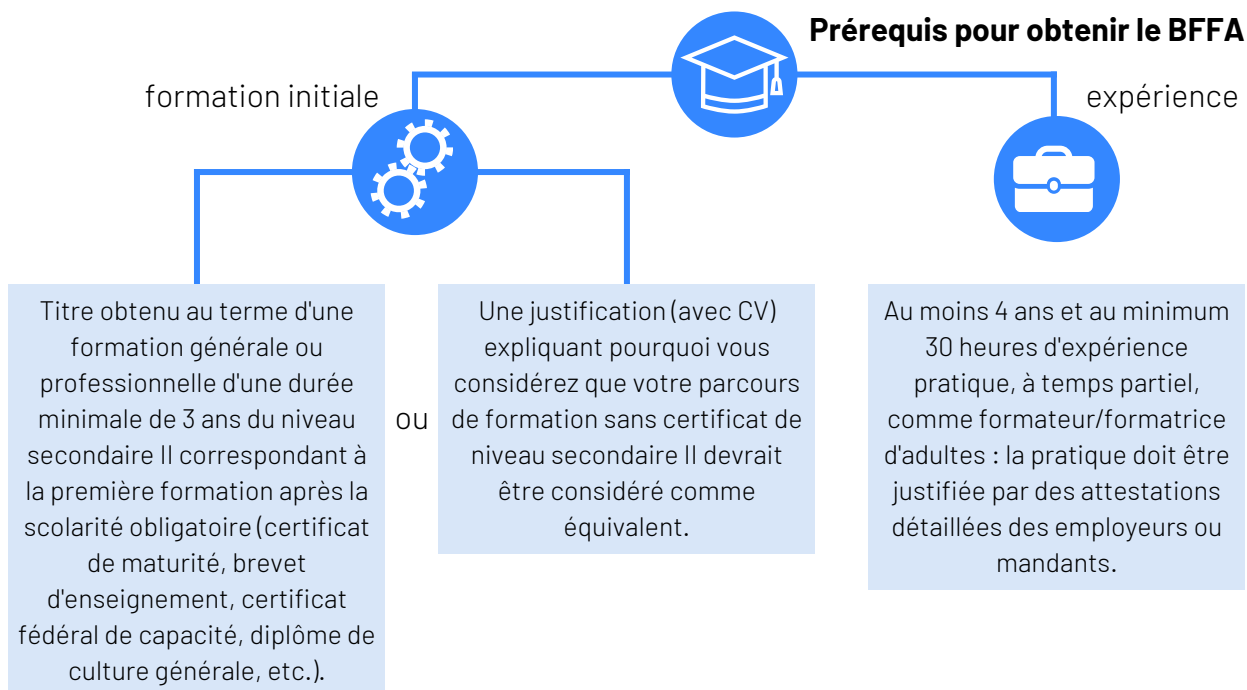 Prérequis pour obtenir le BFFA
formation initiale
expérience
Titre obtenu au terme d'une
formation générale ou
professionnelle d'une durée
minimale de 3 ans du niveau
secondaire II correspondant à
la première formation après la
scolarité obligatoire (certificat
de maturité, brevet
d'enseignement, certificat
fédéral de capacité, diplôme de
culture générale, etc.).
ou
Une justification (avec CV)
expliquant pourquoi vous
considérez que votre parcours
de formation sans certificat de
niveau secondaire II devrait
être considéré comme
équivalent.
Au moins 4 ans et au minimum
30 heures d'expérience
pratique, à temps partiel,
comme formateur/formatrice
d'adultes : la pratique doit être
justifiée par des attestations
détaillées des employeurs ou
mandants.